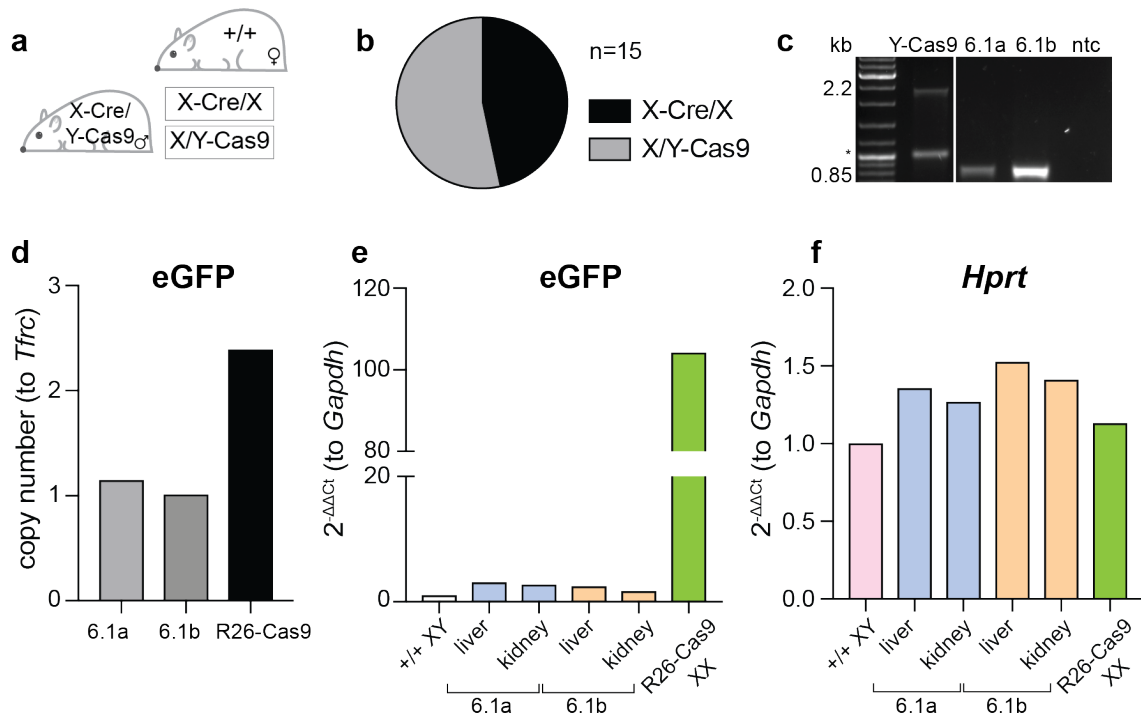 a
+/+
♀
X-Cre/
Y-Cas9♂
X-Cre/X
X/Y-Cas9
b
n=15
X-Cre/X
X/Y-Cas9
c
kb Y-Cas9 6.1a 6.1b ntc
2.2
*
0.85
d
eGFP
copy number (to Tfrc)
3
2
1
0
6.1a 6.1b R26-Cas9
e
eGFP
2-ΔΔCt (to Gapdh)
120
100
80
20
0
+/+ XY liver kidney liver kidney R26-Cas9
XX
6.1a 6.1b
f
Hprt
2-ΔΔCt (to Gapdh)
2.0
1.5
1.0
0.5
0.0
+/+ XY liver kidney liver kidney R26-Cas9
XX
6.1a 6.1b